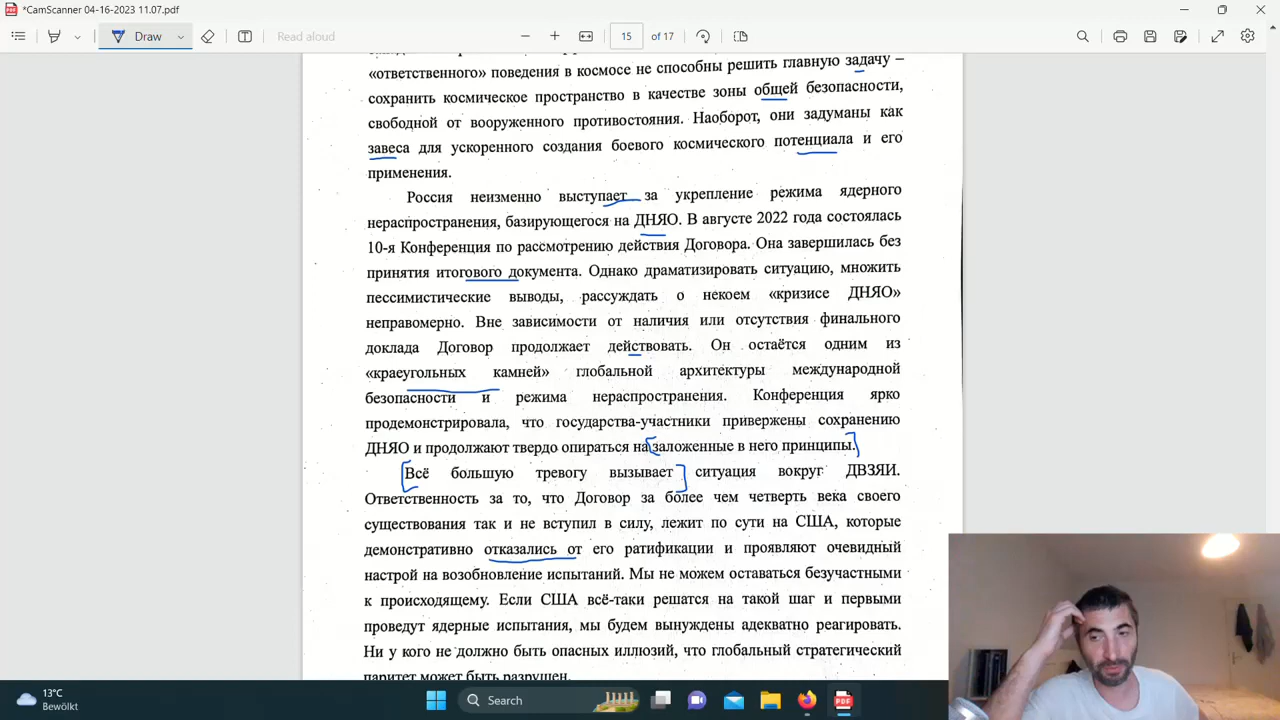 *CamScanner 04-16-2023 11.07.pdf
Draw
Read aloud
15
of 17
«ответственного» поведения в космосе не способны решить главную задачу –
сохранить космическое пространство в качестве зоны общей безопасности,
свободной от вооруженного противостояния. Наоборот, они задуманы как
завеса для ускоренного создания боевого космического потенциала и его
применения.
Россия неизменно выступает за укрепление режима ядерного
нераспространения, базирующегося на ДНЯО. В августе 2022 года состоялась
10-я Конференция по рассмотрению действия Договора. Она завершилась без
принятия итогового документа. Однако драматизировать ситуацию, множить
пессимистические выводы, рассуждать о некоем «кризисе ДНЯО»
неправомерно. Вне зависимости от наличия или отсутствия финального
доклада Договор продолжает действовать. Он остаётся одним из
«краеугольных камней» глобальной архитектуры международной
безопасности и режима нераспространения. Конференция ярко
продемонстрировала, что государства-участники привержены сохранению
ДНЯО и продолжают твердо опираться на заложенные в него принципы.
Всё большую тревогу вызывает ситуация вокруг ДВЗЯИ.
Ответственность за то, что Договор за более чем четверть века своего
существования так и не вступил в силу, лежит по сути на США, которые
демонстративно отказались от его ратификации и проявляют очевидный
настрой на возобновление испытаний. Мы не можем оставаться безучастными
к происходящему. Если США всё-таки решатся на такой шаг и первыми
проведут ядерные испытания, мы будем вынуждены адекватно реагировать.
Ни у кого не должно быть опасных иллюзий, что глобальный стратегический
паритет может быть разрушен.
13°C
Bewölkt
Search